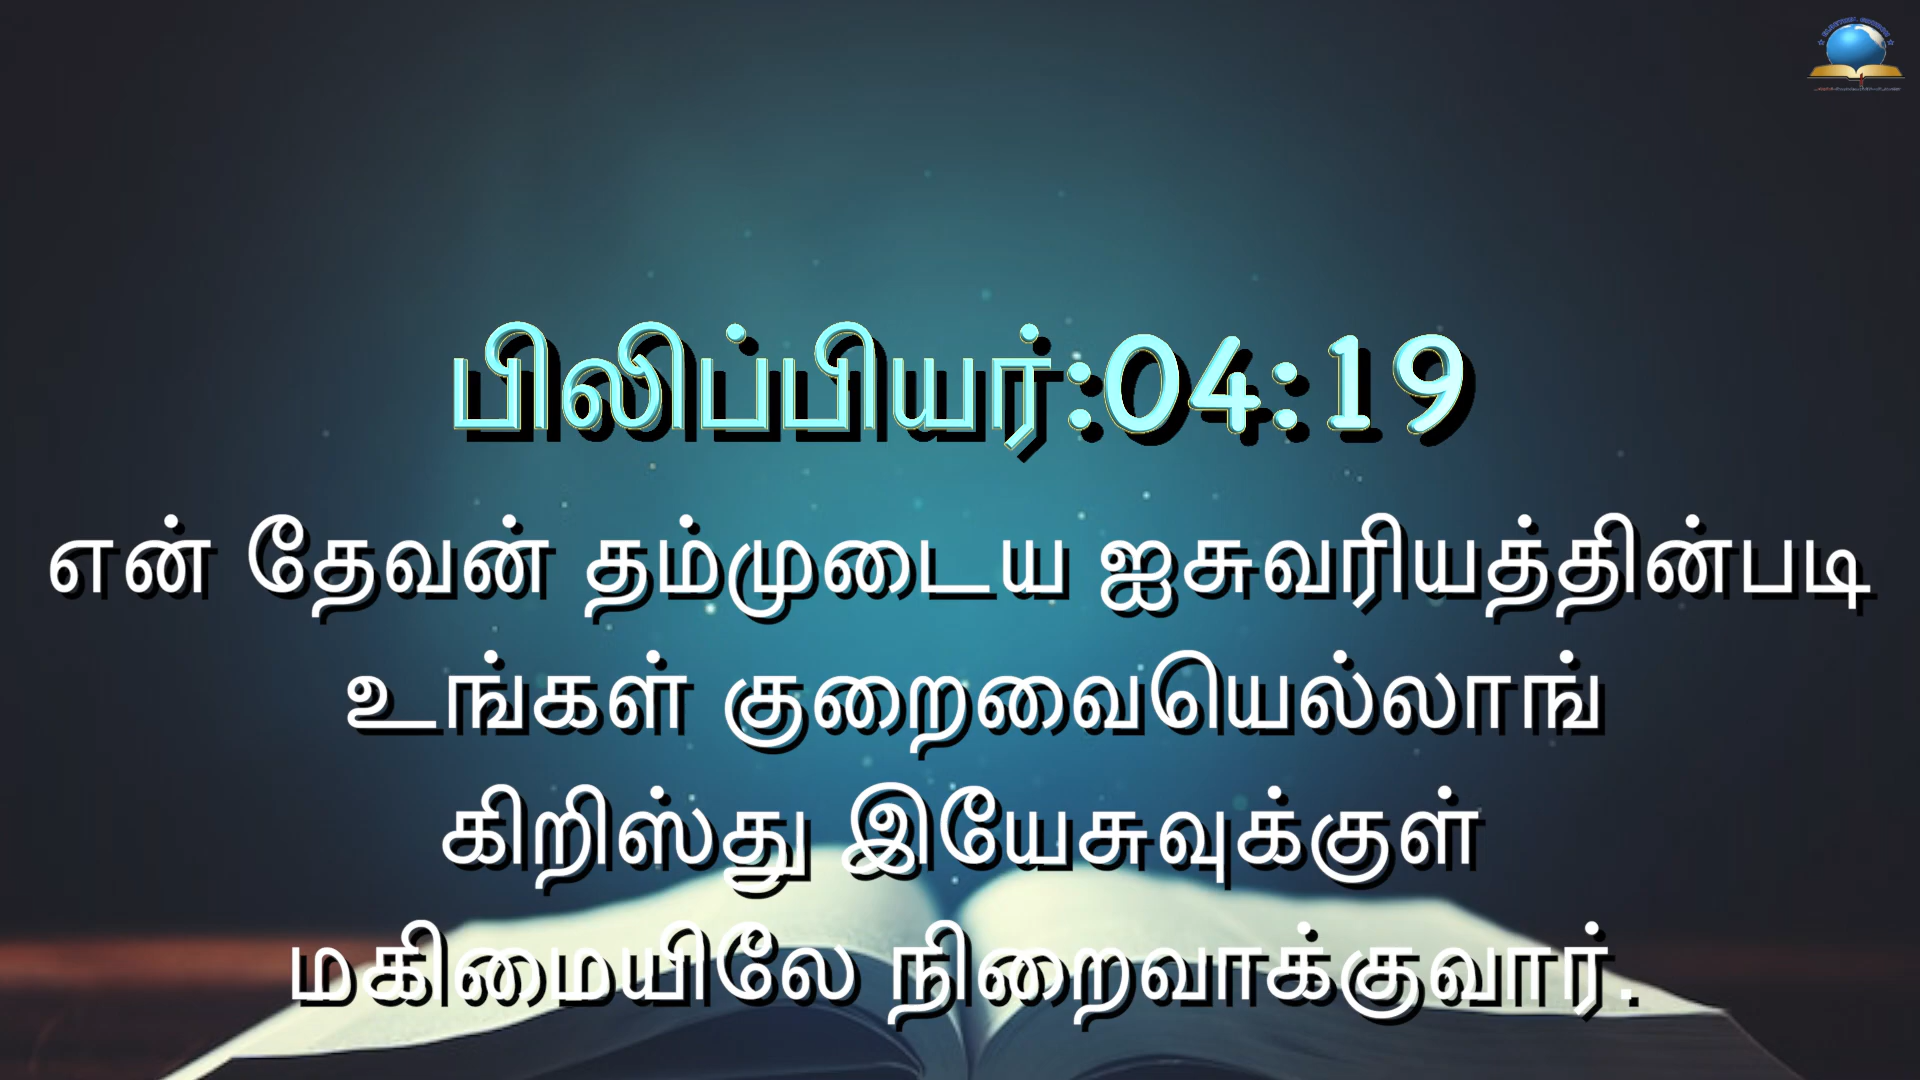 பிலிப்பியர்:04:19
என் தேவன் தம்முடைய ஐசுவரியத்தின்படி
உங்கள் குறைவையெல்லாங்
கிறிஸ்து இயேசுவுக்குள்
மகிமையிலே நிறைவாக்குவார்.